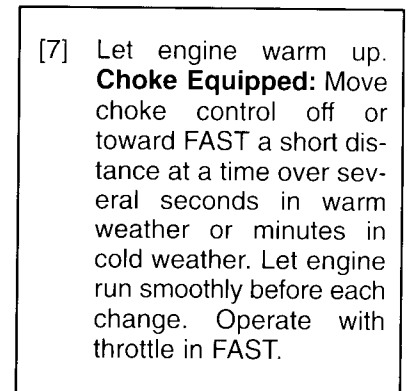 [7] Let engine warm up.
Choke Equipped: Move
choke control off or
toward FAST a short dis-
tance at a time over sev-
eral seconds in warm
weather or minutes in
cold weather. Let engine
run smoothly before each
change. Operate with
throttle in FAST.